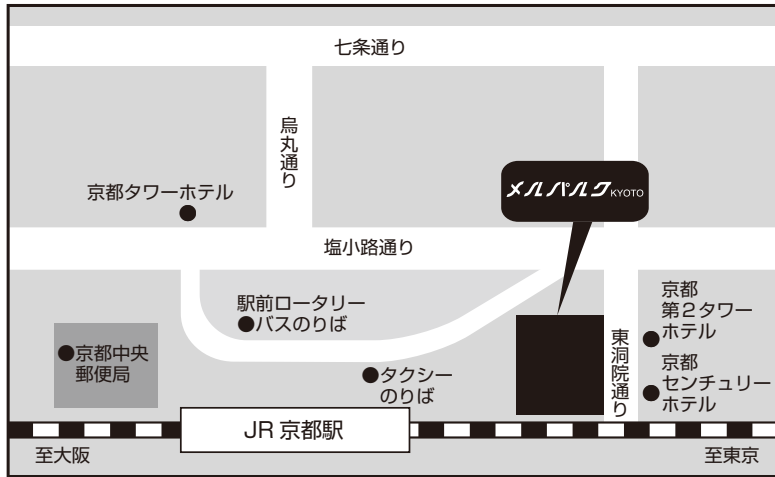 七条通り
烏丸通り
京都タワーホテル
メルパルクKYOTO
塩小路通り
駅前ロータリー
バスのりば
京都
第2タワー
ホテル
京都中央
郵便局
タクシー
のりば
東洞院通り
京都
センチュリー
ホテル
JR 京都駅
至大阪
至東京